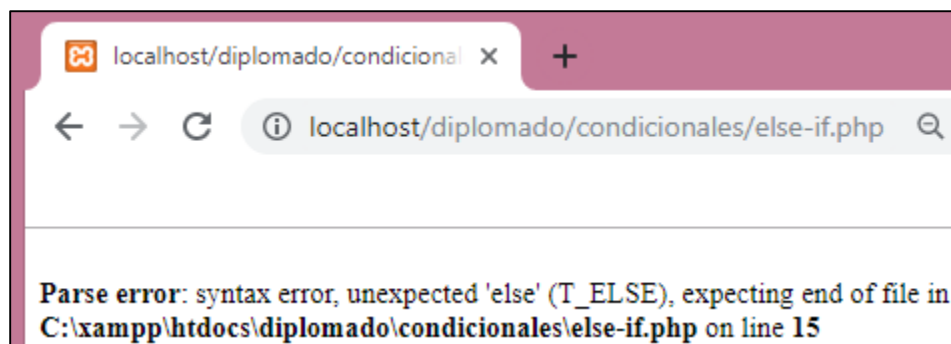 localhost/diplomado/condicional
localhost/diplomado/condicionales/else-if.php
Parse error: syntax error, unexpected 'else' (T_ELSE), expecting end of file in
C:\xampp\htdocs\diplomado\condicionales\else-if.php on line 15